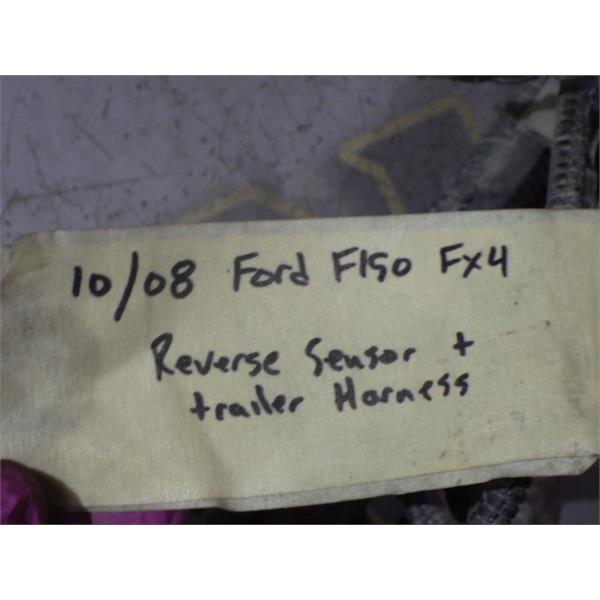 10/08 Ford F150 Fx4
Reverse Sensor +
trailer Harness